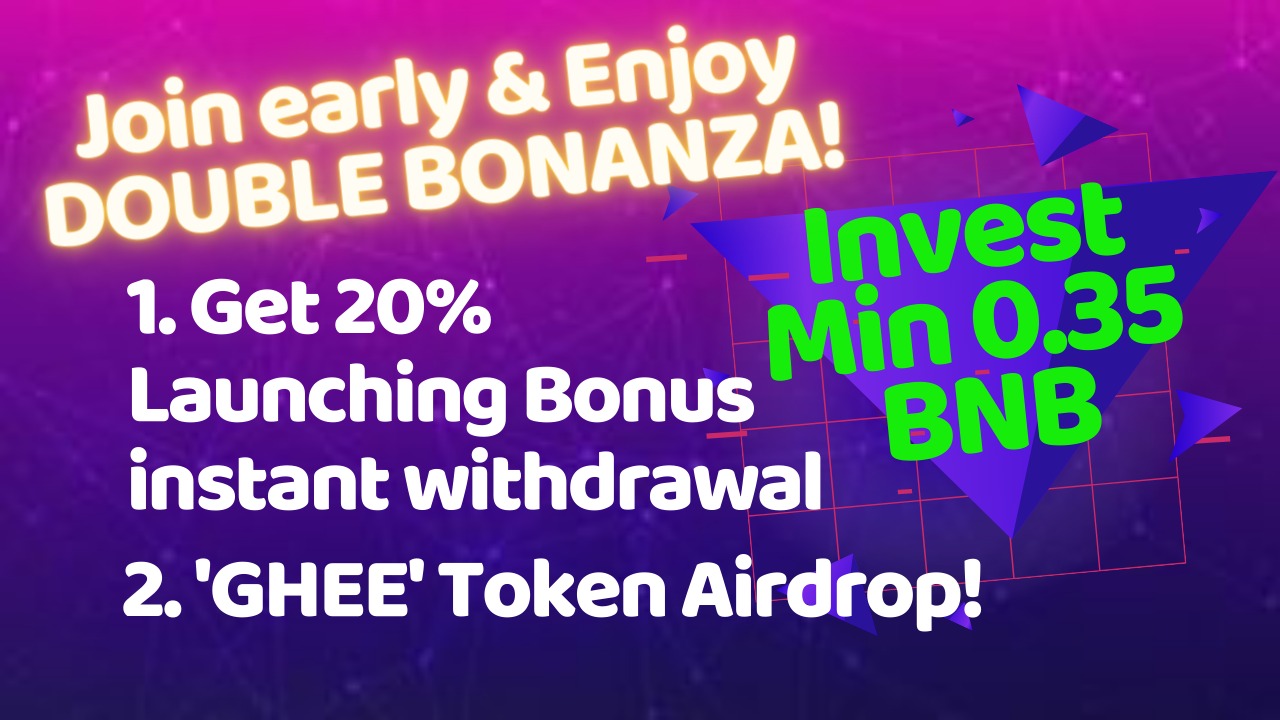 Join early & Enjoy
DOUBLE BONANZA!
1. Get 20%
Launching Bonus
instant withdrawal
2. 'GHEE' Token Airdrop!
Invest
Min 0.35
BNB